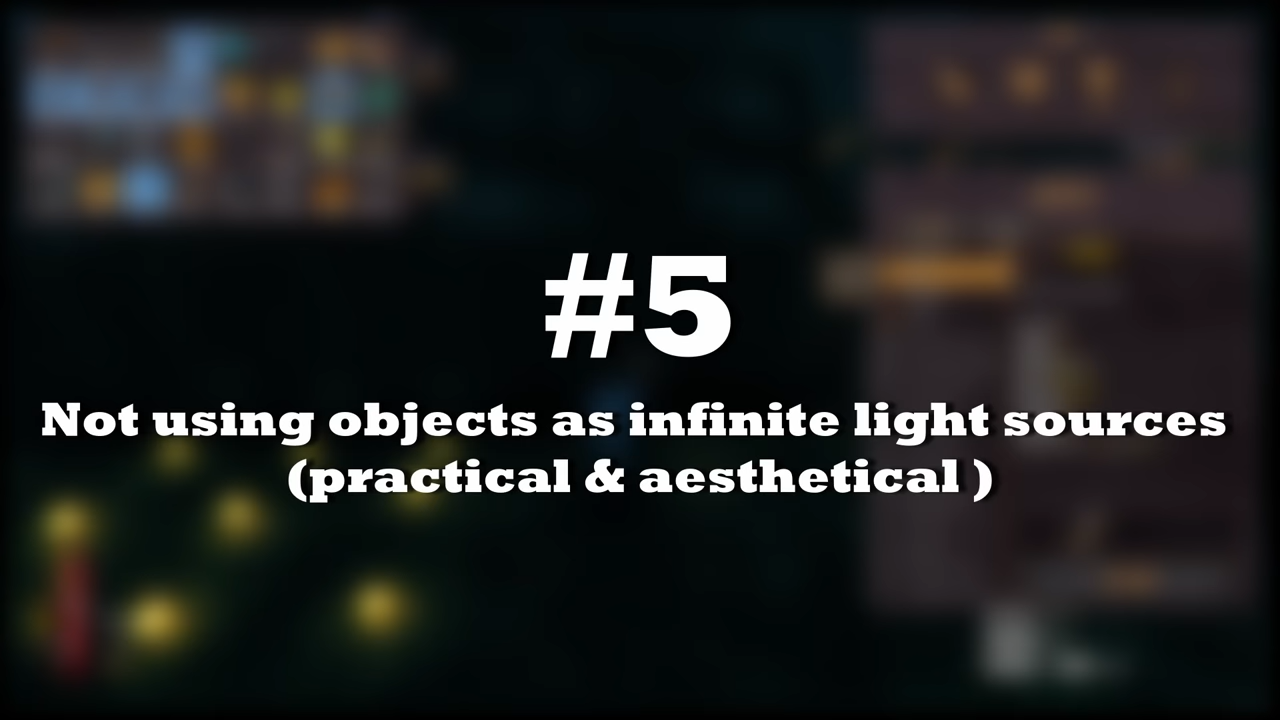 #5
Not using objects as infinite light sources
(practical & aesthetical )